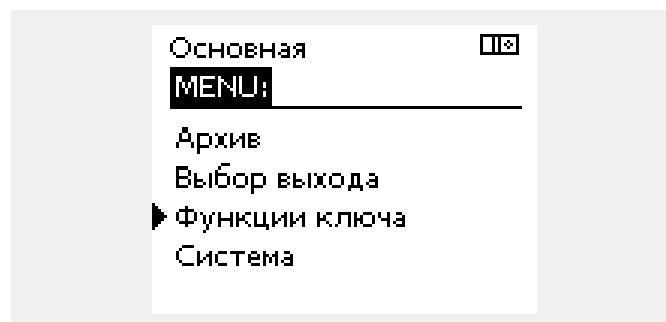 Основная
MENU:
Архив
Выбор выхода
Функции ключа
Система